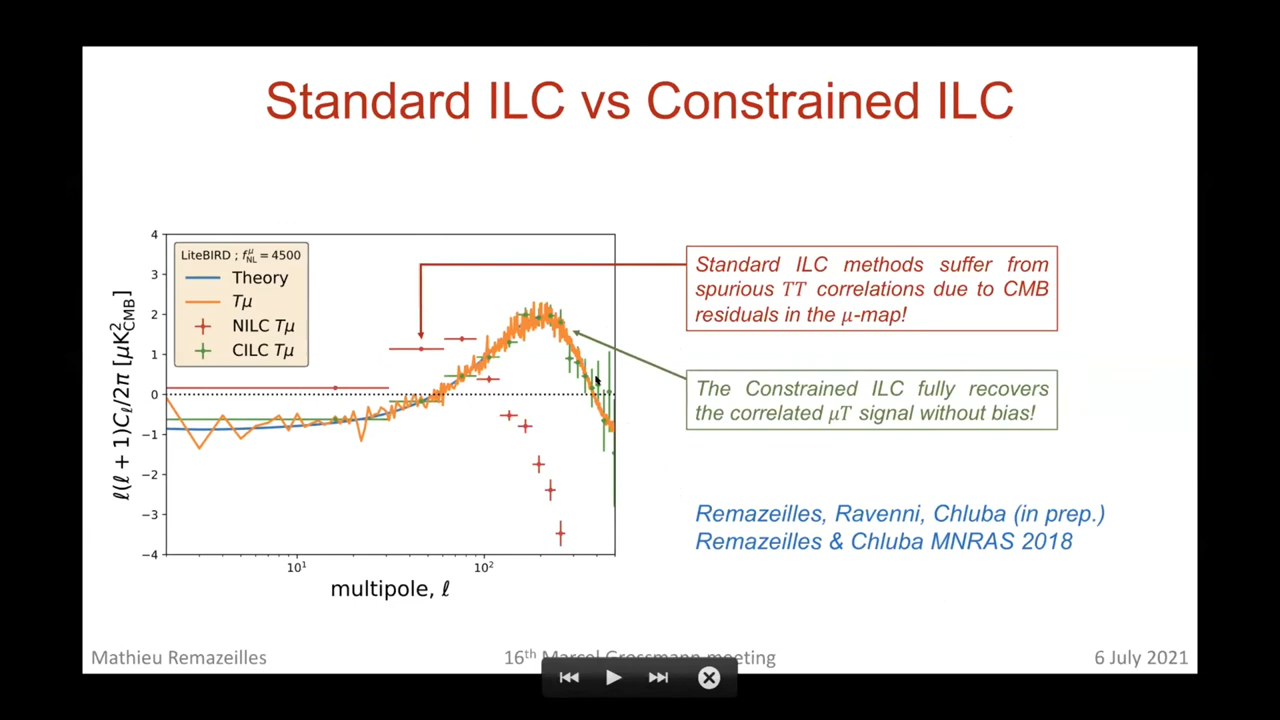 Standard ILC vs Constrained ILC
4
3
2
1
0
−1
−2
−3
−4
ℓ(ℓ + 1)Cℓ/2π [μK²CMB]
LiteBIRD ; f^μ_NL = 4500
Theory
Tμ
NILC Tμ
CILC Tμ
10¹
10²
multipole, ℓ
Standard ILC methods suffer from
spurious TT correlations due to CMB
residuals in the μ-map!
The Constrained ILC fully recovers
the correlated μT signal without bias!
Remazeilles, Ravenni, Chluba (in prep.)
Remazeilles & Chluba MNRAS 2018
Mathieu Remazeilles
16th Marcel Grossmann meeting
6 July 2021